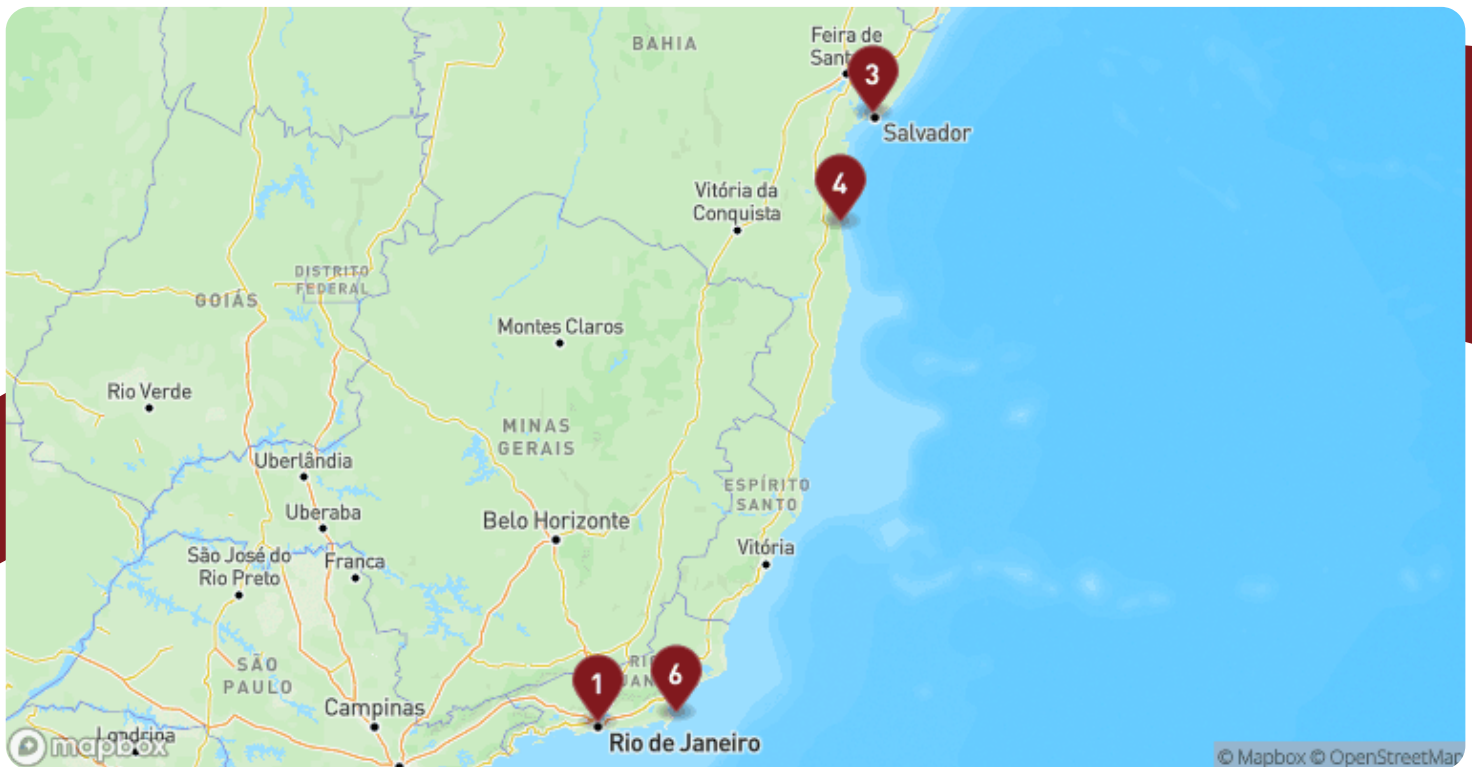 BAHIA
Feira de
Sant
3
Salvador
4
Vitória da
Conquista
DISTRITO
FEDERAL
GOIÁS
Montes Claros
Rio Verde
MINAS
GERAIS
Uberlândia
ESPÍRITO
SANTO
Uberaba
Belo Horizonte
Vitória
São José do
Rio Preto
Franca
SÃO
PAULO
RI
JAN
1
6
Campinas
Londrina
Rio de Janeiro
mapbox
© Mapbox © OpenStreetMap